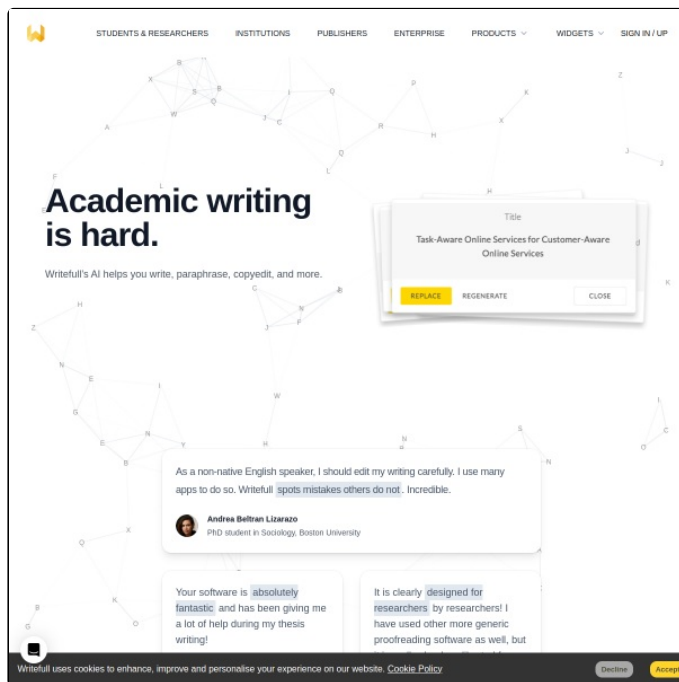 STUDENTS & RESEARCHERS INSTITUTIONS PUBLISHERS ENTERPRISE PRODUCTS WIDGETS SIGN IN / UP
Academic writing
is hard.
Writefull's AI helps you write, paraphrase, copyedit, and more.
Title
Task-Aware Online Services for Customer-Aware
Online Services
REPLACE REGENERATE CLOSE
As a non-native English speaker, I should edit my writing carefully. I use many
apps to do so. Writefull spots mistakes others do not. Incredible.
Andrea Beltran Lizarazo
PhD student in Sociology, Boston University
Your software is absolutely
fantastic and has been giving me
a lot of help during my thesis
writing!
It is clearly designed for
researchers by researchers! I
have used other more generic
proofreading software as well, but
Writefull uses cookies to enhance, improve and personalise your experience on our website. Cookie Policy
Decline Accept